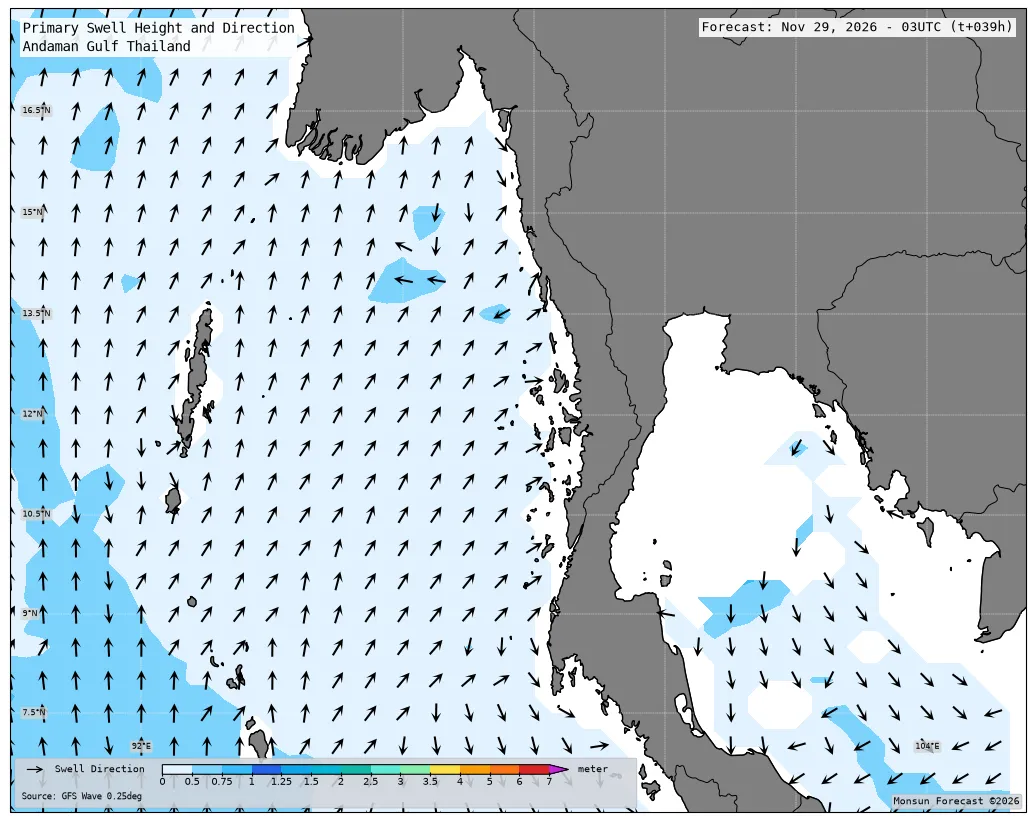 Primary Swell Height and Direction
Andaman Gulf Thailand
Forecast: Nov 29, 2026 - 03UTC (t+039h)
16.5°N
15°N
13.5°N
12°N
10.5°N
9°N
7.5°N
92°E
104°E
Swell Direction
0 0.5 0.75 1 1.25 1.5 2 2.5 3 3.5 4 5 6 7
meter
Source: GFS Wave 0.25deg
Monsun Forecast ©2026